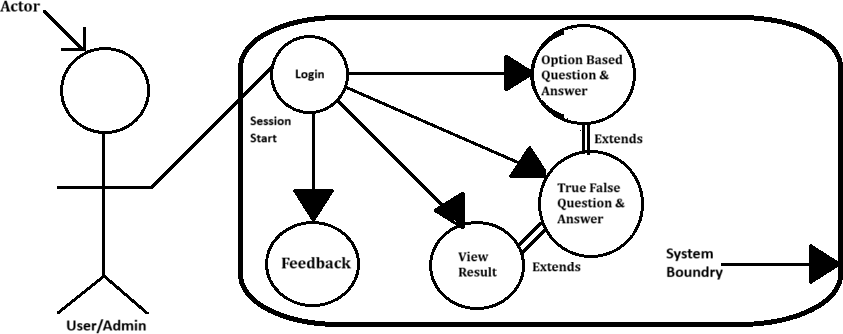 Actor
User/Admin
Login
Session
Start
Option Based
Question &
Answer
Extends
True False
Question &
Answer
Feedback
View
Result
Extends
System
Boundry